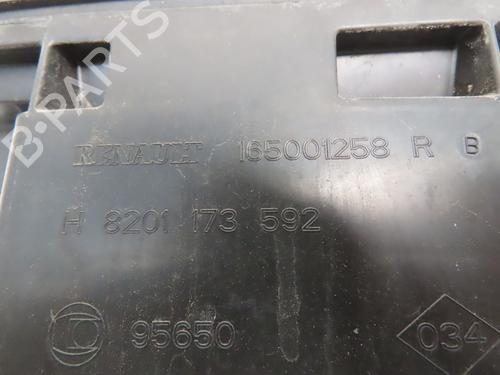 B-PARTS
RENAULT 165001258 R B
H 8201 173 592
95650
034